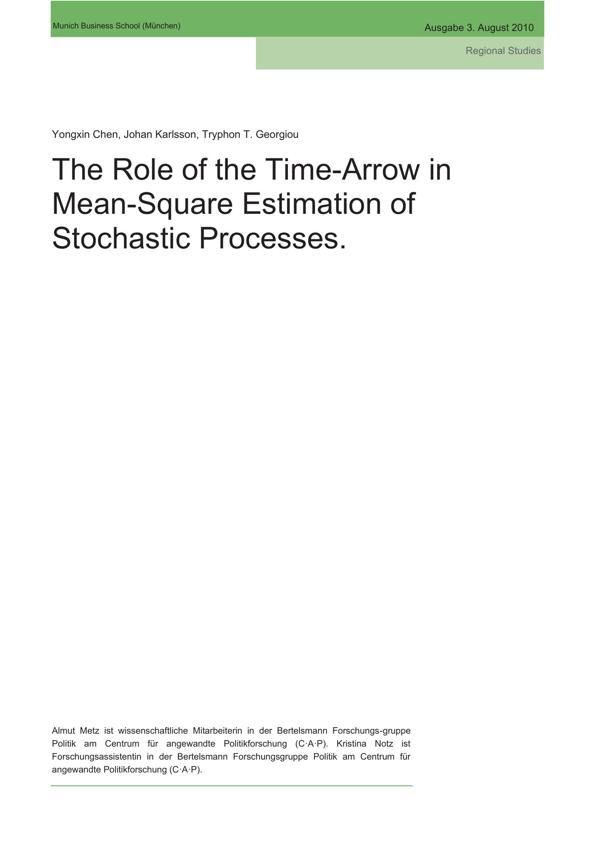 Munich Business School (München)
Ausgabe 3. August 2010
Regional Studies
Yongxin Chen, Johan Karlsson, Tryphon T. Georgiou
The Role of the Time-Arrow in
Mean-Square Estimation of
Stochastic Processes.
Almut Metz ist wissenschaftliche Mitarbeiterin in der Bertelsmann Forschungs-gruppe
Politik am Centrum für angewandte Politikforschung (C·A·P). Kristina Notz ist
Forschungsassistentin in der Bertelsmann Forschungsgruppe Politik am Centrum für
angewandte Politikforschung (C·A·P).